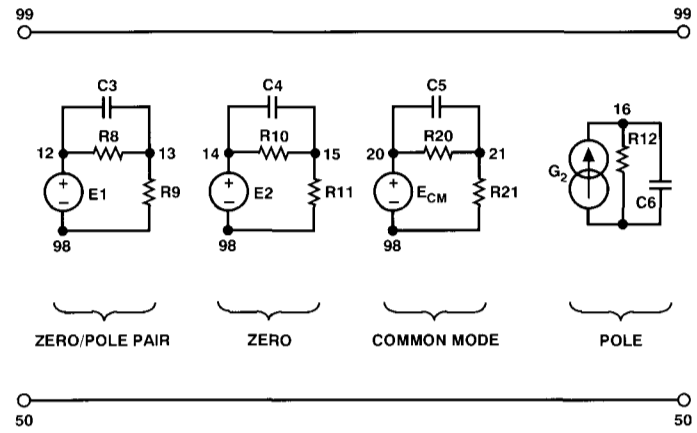 99 99
C3 C4 C5
16
R8 R10 R20 R12
12 13 14 15 20 21
G2
+ + +
E1 R9 E2 R11 ECM R21 C6
− − −
98 98 98
ZERO/POLE PAIR ZERO COMMON MODE POLE
50 50